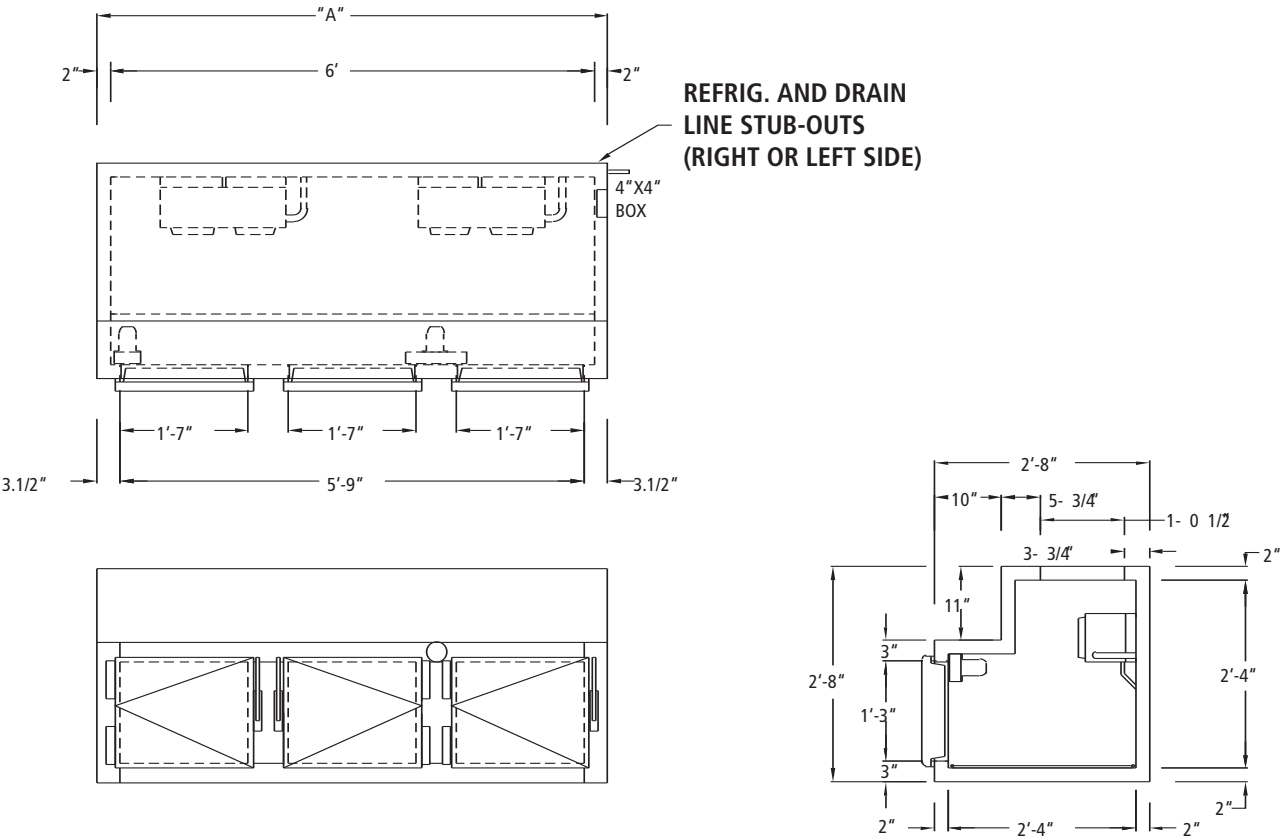 "A"
2" 6' 2"
REFRIG. AND DRAIN
LINE STUB-OUTS
(RIGHT OR LEFT SIDE)
4"X4"
BOX
1'-7" 1'-7" 1'-7"
3.1/2" 5'-9" 3.1/2"
2'-8"
10" 5- 3/4"
1- 0 1/2"
3- 3/4"
2"
11"
3"
2'-8" 2'-4"
1'-3"
3"
2"
2" 2'-4" 2"